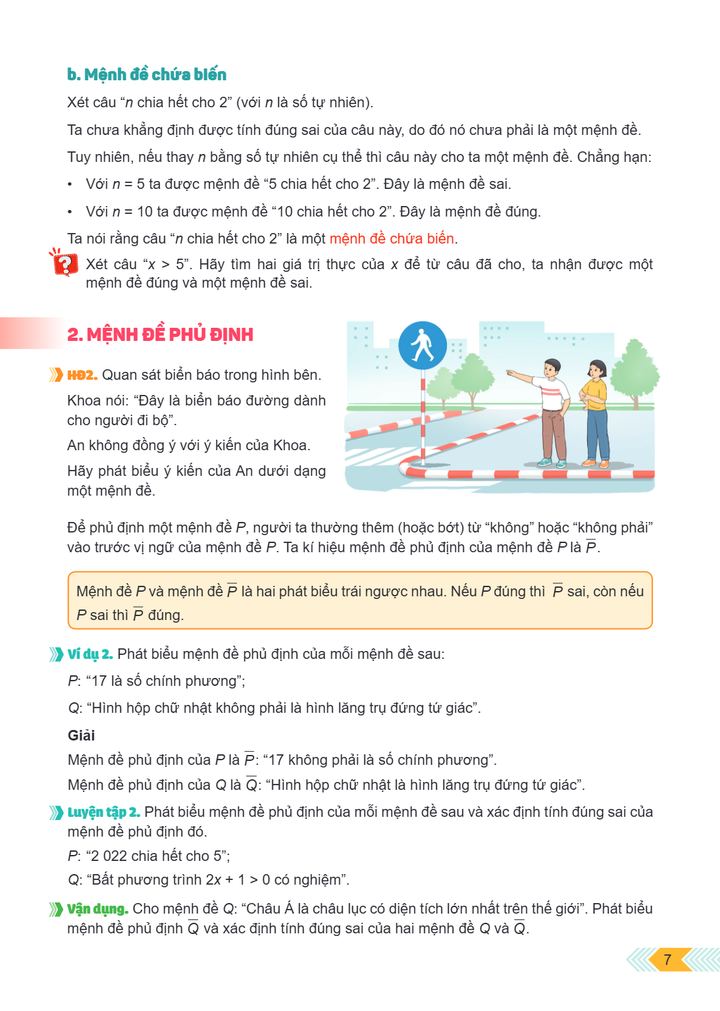 b. Mệnh đề chứa biến
Xét câu “n chia hết cho 2” (với n là số tự nhiên).
Ta chưa khẳng định được tính đúng sai của câu này, do đó nó chưa phải là một mệnh đề.
Tuy nhiên, nếu thay n bằng số tự nhiên cụ thể thì câu này cho ta một mệnh đề. Chẳng hạn:
• Với n = 5 ta được mệnh đề “5 chia hết cho 2”. Đây là mệnh đề sai.
• Với n = 10 ta được mệnh đề “10 chia hết cho 2”. Đây là mệnh đề đúng.
Ta nói rằng câu “n chia hết cho 2” là một mệnh đề chứa biến.
? Xét câu “x > 5”. Hãy tìm hai giá trị thực của x để từ câu đã cho, ta nhận được một
mệnh đề đúng và một mệnh đề sai.
2. MỆNH ĐỀ PHỦ ĐỊNH
HĐ2. Quan sát biển báo trong hình bên.
Khoa nói: “Đây là biển báo đường dành
cho người đi bộ”.
An không đồng ý với ý kiến của Khoa.
Hãy phát biểu ý kiến của An dưới dạng
một mệnh đề.
Để phủ định một mệnh đề P, người ta thường thêm (hoặc bớt) từ “không” hoặc “không phải”
vào trước vị ngữ của mệnh đề P. Ta kí hiệu mệnh đề phủ định của mệnh đề P là P̅.
Mệnh đề P và mệnh đề P̅ là hai phát biểu trái ngược nhau. Nếu P đúng thì P̅ sai, còn nếu
P sai thì P̅ đúng.
Ví dụ 2. Phát biểu mệnh đề phủ định của mỗi mệnh đề sau:
P: “17 là số chính phương”;
Q: “Hình hộp chữ nhật không phải là hình lăng trụ đứng tứ giác”.
Giải
Mệnh đề phủ định của P là P̅: “17 không phải là số chính phương”.
Mệnh đề phủ định của Q là Q̅: “Hình hộp chữ nhật là hình lăng trụ đứng tứ giác”.
Luyện tập 2. Phát biểu mệnh đề phủ định của mỗi mệnh đề sau và xác định tính đúng sai của
mệnh đề phủ định đó.
P: “2 022 chia hết cho 5”;
Q: “Bất phương trình 2x + 1 > 0 có nghiệm”.
Vận dụng. Cho mệnh đề Q: “Châu Á là châu lục có diện tích lớn nhất trên thế giới”. Phát biểu
mệnh đề phủ định Q̅ và xác định tính đúng sai của hai mệnh đề Q và Q̅.
7